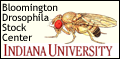 Bloomington
Drosophila
Stock
Center
INDIANA UNIVERSITY